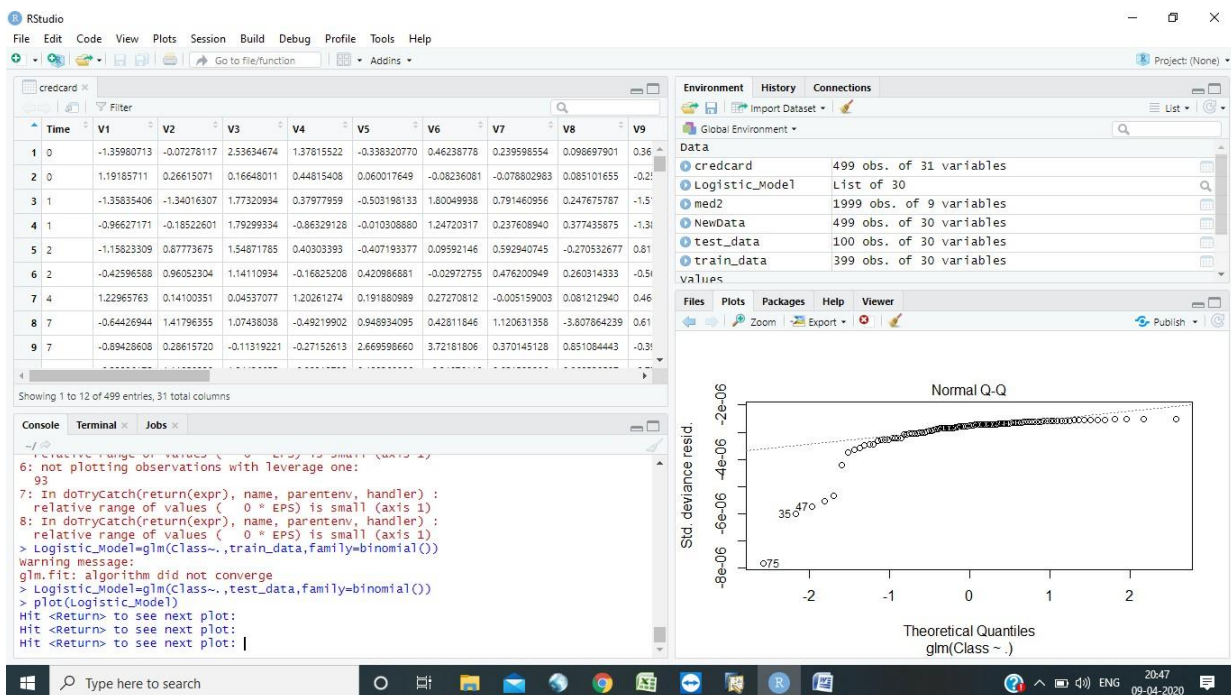 RStudio
File Edit Code View Plots Session Build Debug Profile Tools Help
Go to file/function Addins Project: (None)
credcard
Filter
Time V1 V2 V3 V4 V5 V6 V7 V8 V9
1 0 -1.35980713 -0.07278117 2.53634674 1.37815522 -0.338320770 0.46238778 0.239598554 0.098697901 0.36
2 0 1.19185711 0.26615071 0.16648011 0.44815408 0.060017649 -0.08236081 -0.078802983 0.085101655 -0.25
3 1 -1.35835406 -1.34016307 1.77320934 0.37977959 -0.503198133 1.80049938 0.791460956 0.247675787 -1.5
4 1 -0.96627171 -0.18522601 1.79299334 -0.86329128 -0.010308880 1.24720317 0.237608940 0.377435875 -1.38
5 2 -1.15823309 0.87773675 1.54871785 0.40303393 -0.407193377 0.09592146 0.592940745 -0.270532677 0.81
6 2 -0.42596588 0.96052304 1.14110934 -0.16825208 0.420986881 -0.02972755 0.476200949 0.260314333 -0.56
7 4 1.22965763 0.14100351 0.04537077 1.20261274 0.191880989 0.27270812 -0.005159003 0.081212940 0.46
8 7 -0.64426944 1.41796355 1.07438038 -0.49219902 0.948934095 0.42811846 1.120631358 -3.807864239 0.61
9 7 -0.89428608 0.28615720 -0.11319221 -0.27152613 2.669598660 3.72181806 0.370145128 0.851084443 -0.39
Showing 1 to 12 of 499 entries, 31 total columns
Console Terminal Jobs
~/
relative range of values ( 0 * EPS) is small (axis 1)
6: not plotting observations with leverage one:
93
7: In doTryCatch(return(expr), name, parentenv, handler) :
relative range of values ( 0 * EPS) is small (axis 1)
8: In doTryCatch(return(expr), name, parentenv, handler) :
relative range of values ( 0 * EPS) is small (axis 1)
> Logistic_Model=glm(Class~.,train_data,family=binomial())
Warning message:
glm.fit: algorithm did not converge
> Logistic_Model=glm(Class~.,test_data,family=binomial())
> plot(Logistic_Model)
Hit <Return> to see next plot:
Hit <Return> to see next plot:
Hit <Return> to see next plot:
Environment History Connections
Import Dataset List
Global Environment
Data
credcard 499 obs. of 31 variables
Logistic_Model List of 30
med2 1999 obs. of 9 variables
NewData 499 obs. of 30 variables
test_data 100 obs. of 30 variables
train_data 399 obs. of 30 variables
Values
Files Plots Packages Help Viewer
Zoom Export Publish
Normal Q-Q
Std. deviance resid.
-2e-06
-4e-06
-6e-06
-8e-06
47
35
75
-2 -1 0 1 2
Theoretical Quantiles
glm(Class ~ .)
Type here to search
ENG
20:47
09-04-2020